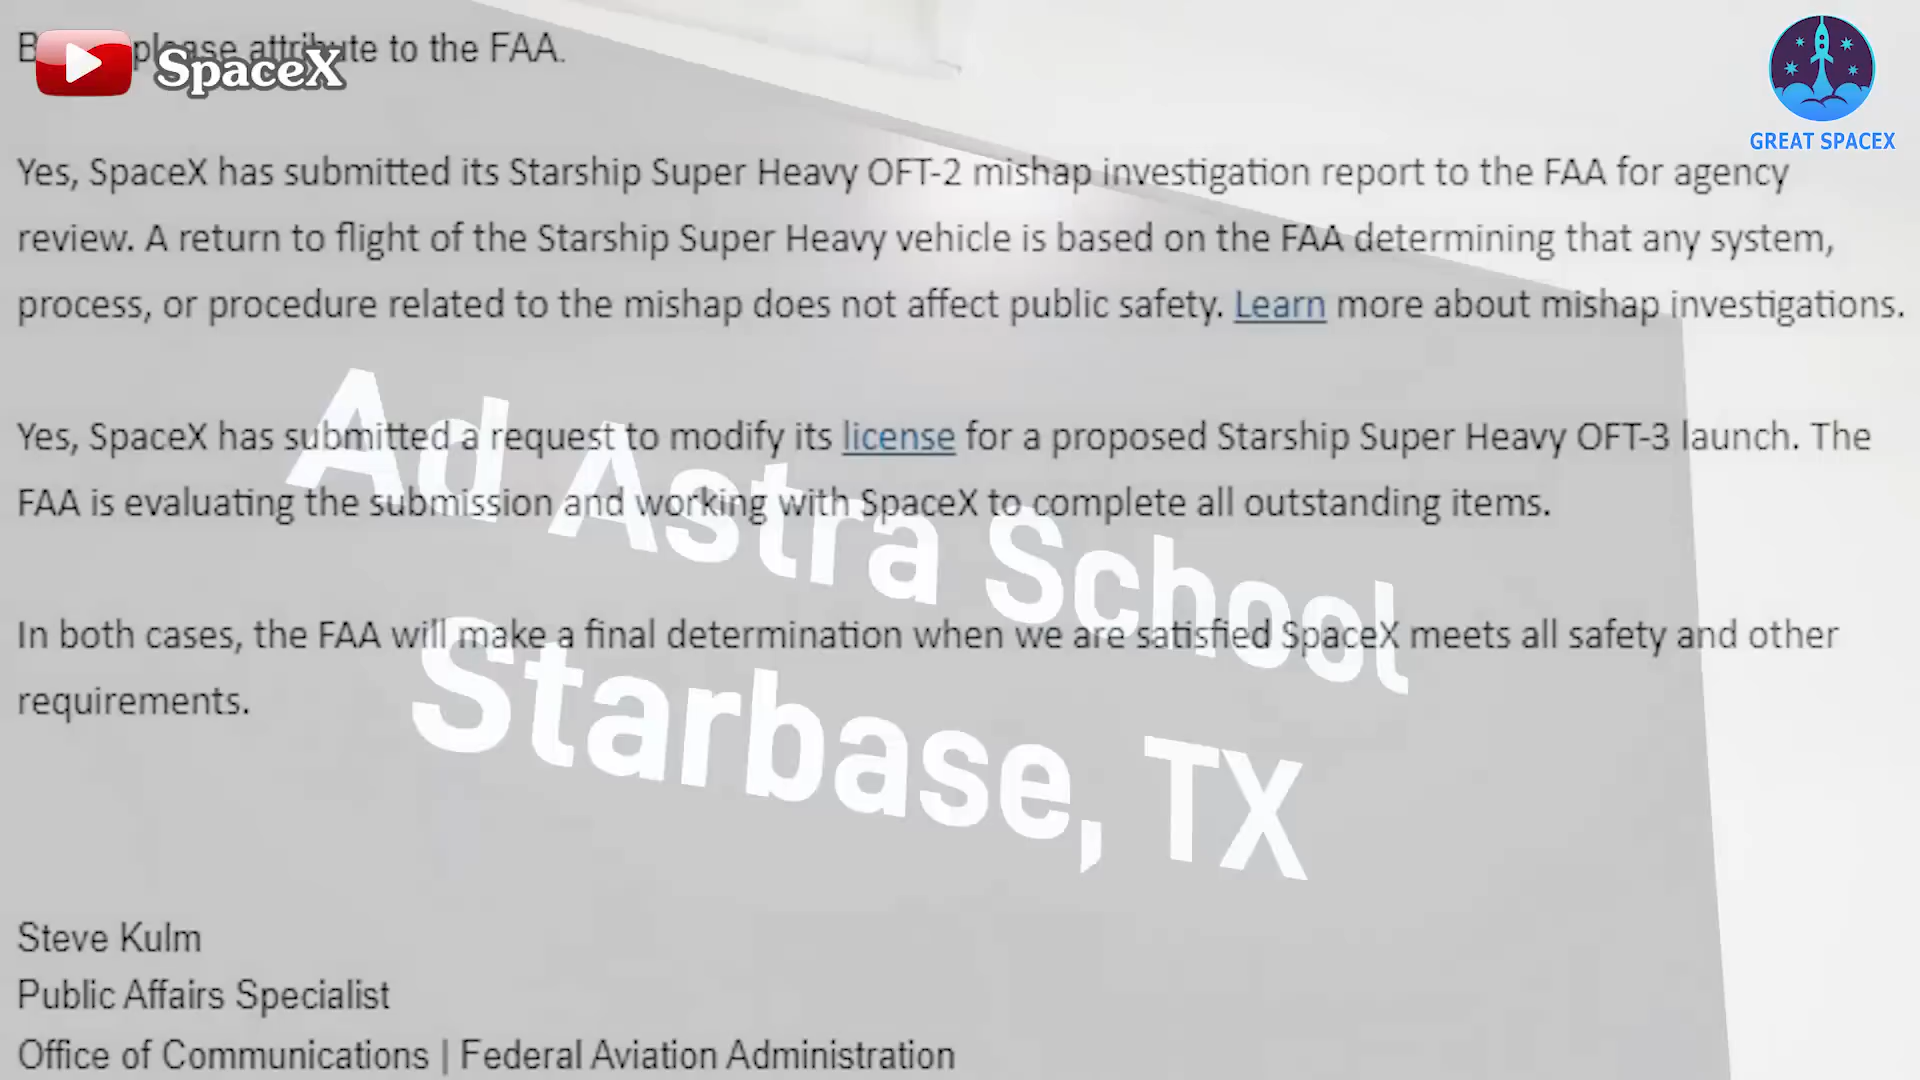 please attribute to the FAA.
SpaceX
GREAT SPACEX
Yes, SpaceX has submitted its Starship Super Heavy OFT-2 mishap investigation report to the FAA for agency
review. A return to flight of the Starship Super Heavy vehicle is based on the FAA determining that any system,
process, or procedure related to the mishap does not affect public safety. Learn more about mishap investigations.
Yes, SpaceX has submitted a request to modify its license for a proposed Starship Super Heavy OFT-3 launch. The
FAA is evaluating the submission and working with SpaceX to complete all outstanding items.
Ad Astra School
Starbase, TX
In both cases, the FAA will make a final determination when we are satisfied SpaceX meets all safety and other
requirements.
Steve Kulm
Public Affairs Specialist
Office of Communications | Federal Aviation Administration